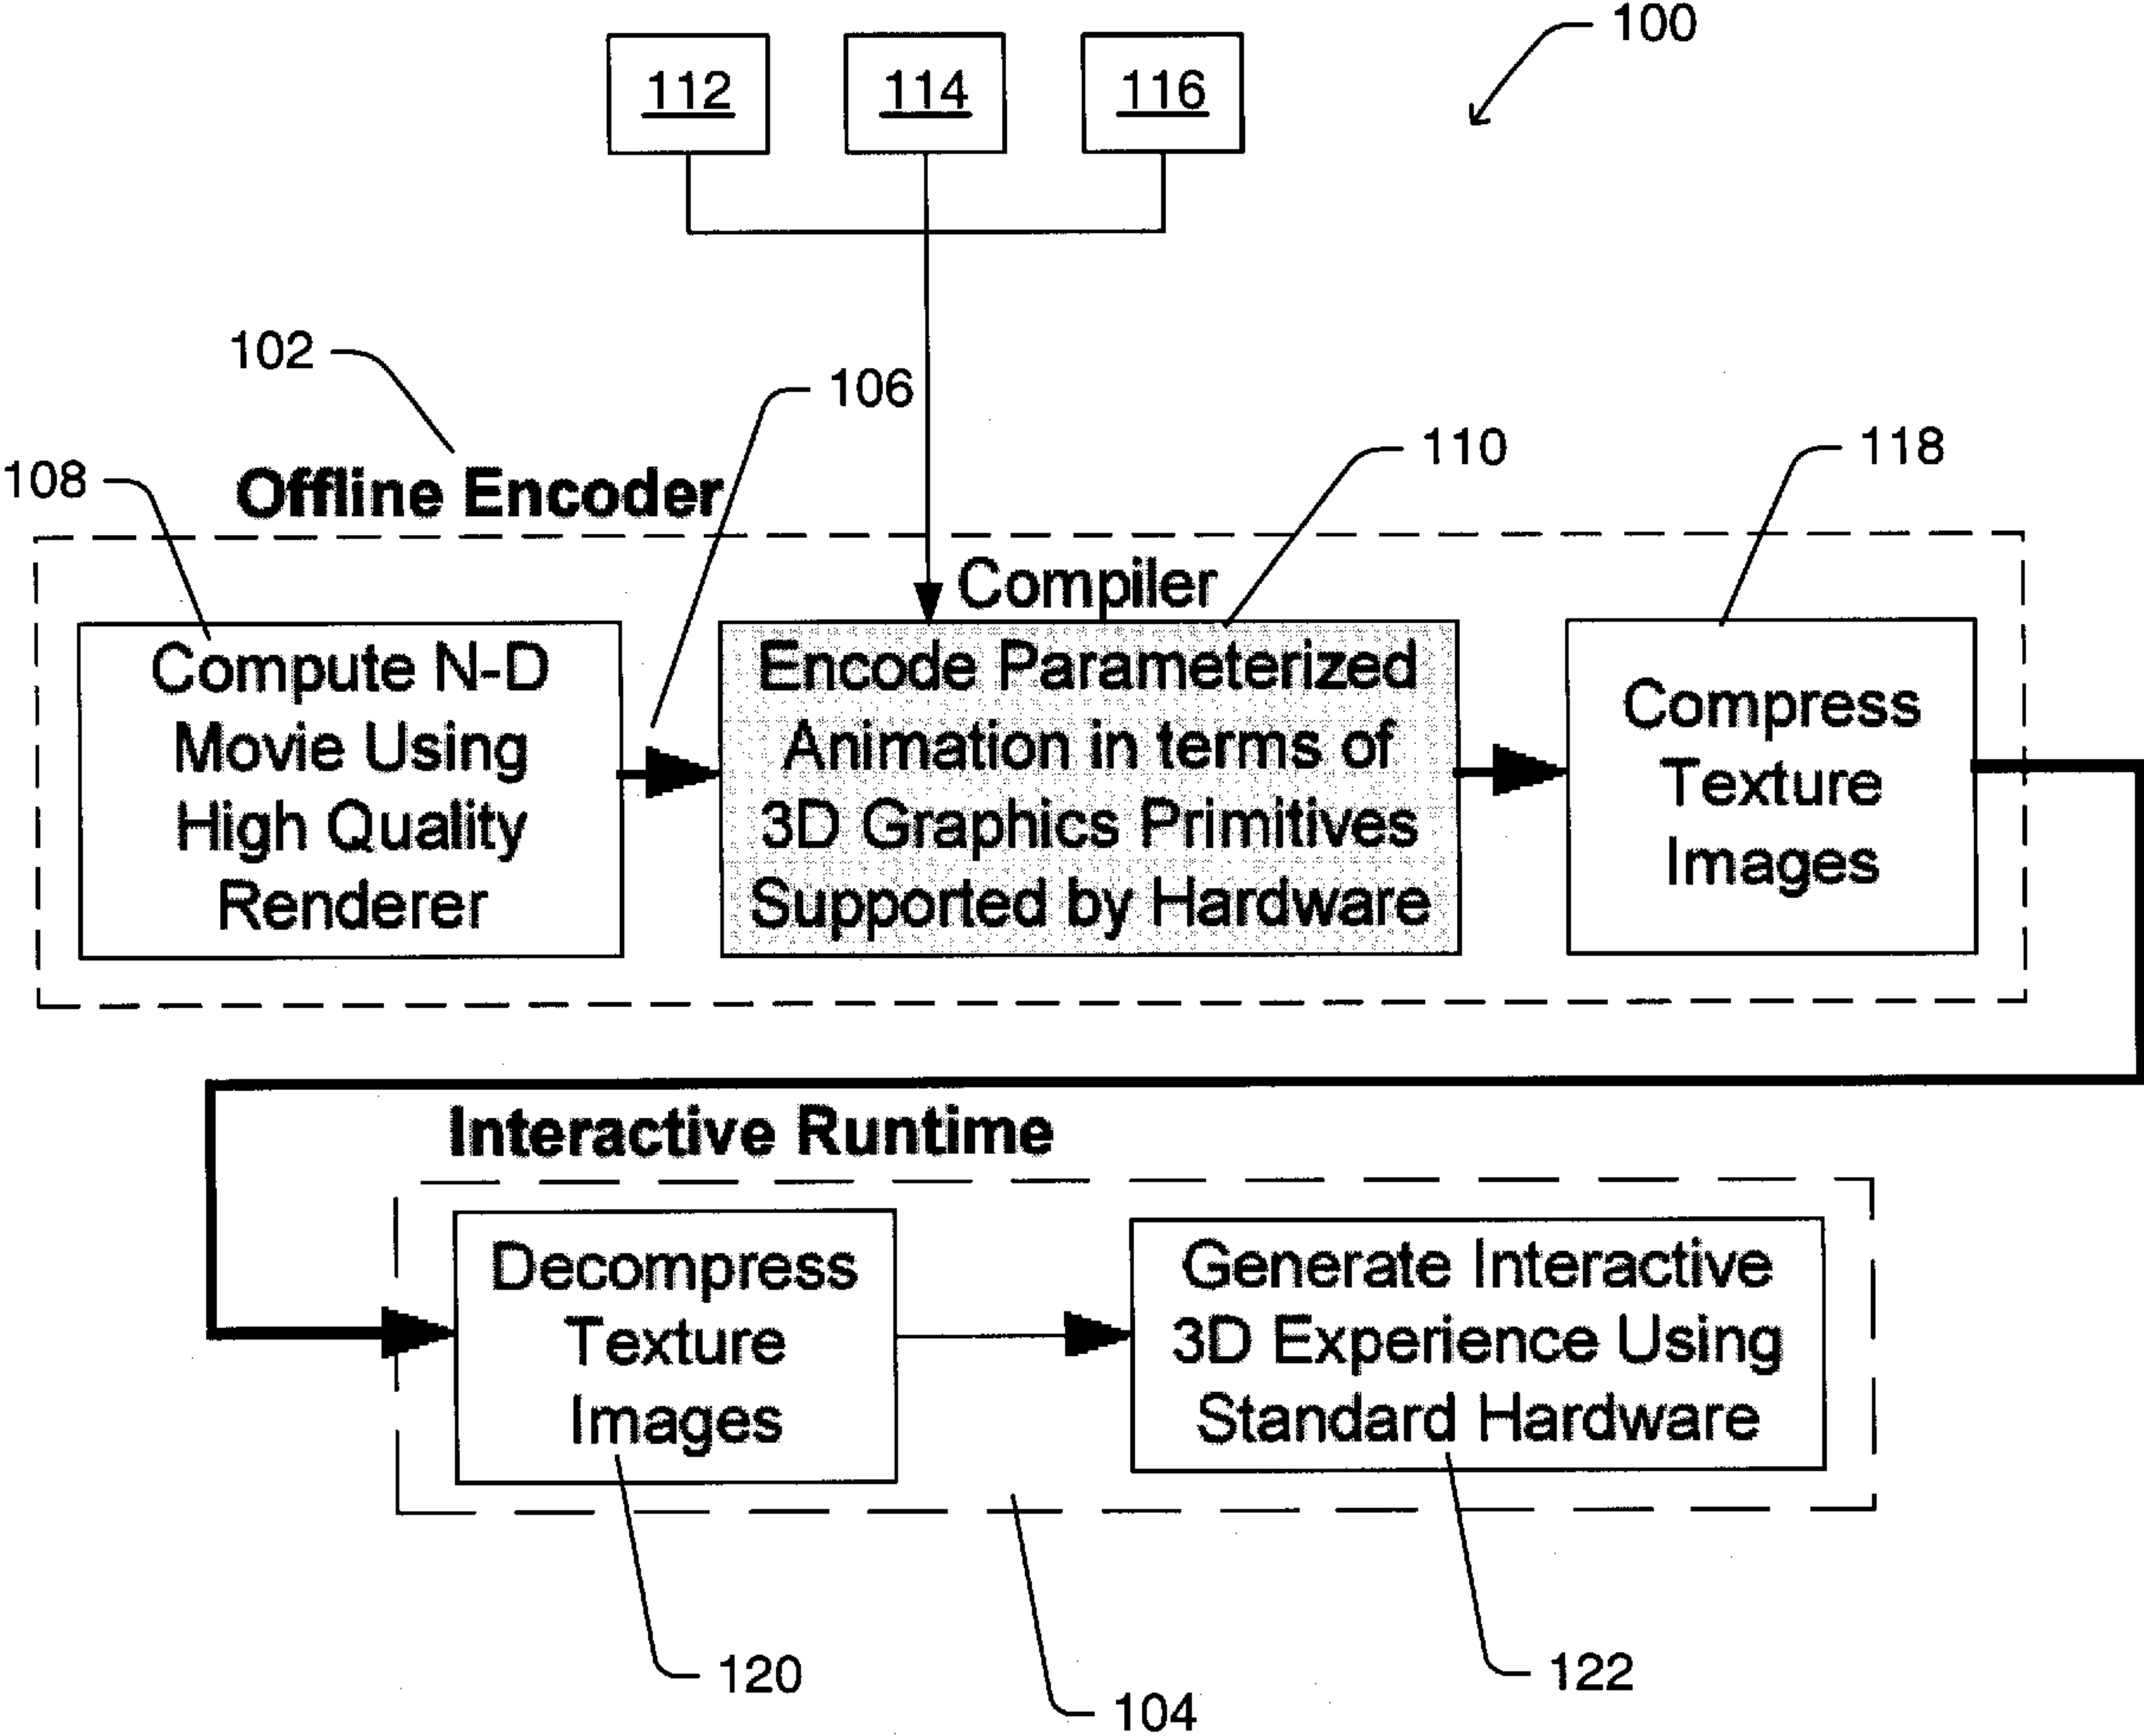 100
112 114 116
102
106
108
110
118
Offline Encoder
Compiler
Compute N-D
Movie Using
High Quality
Renderer
Encode Parameterized
Animation in terms of
3D Graphics Primitives
Supported by Hardware
Compress
Texture
Images
Interactive Runtime
Decompress
Texture
Images
Generate Interactive
3D Experience Using
Standard Hardware
120
104
122